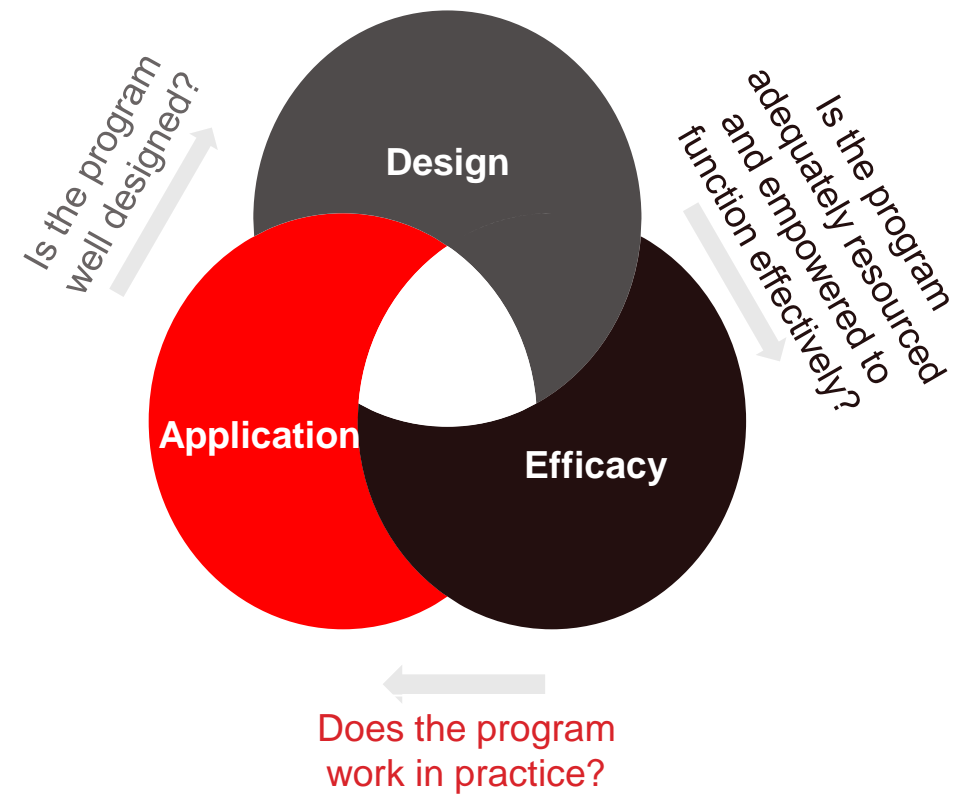 Is the program
well designed?
Design
Is the program
adequately resourced
and empowered to
function effectively?
Application
Efficacy
Does the program
work in practice?